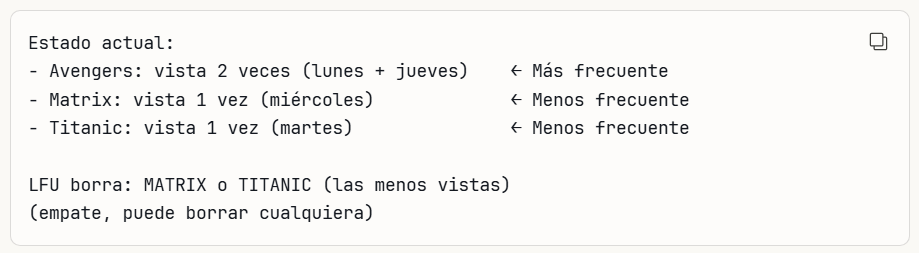 Estado actual:
- Avengers: vista 2 veces (lunes + jueves)    ← Más frecuente
- Matrix: vista 1 vez (miércoles)             ← Menos frecuente
- Titanic: vista 1 vez (martes)               ← Menos frecuente

LFU borra: MATRIX o TITANIC (las menos vistas)
(empate, puede borrar cualquiera)